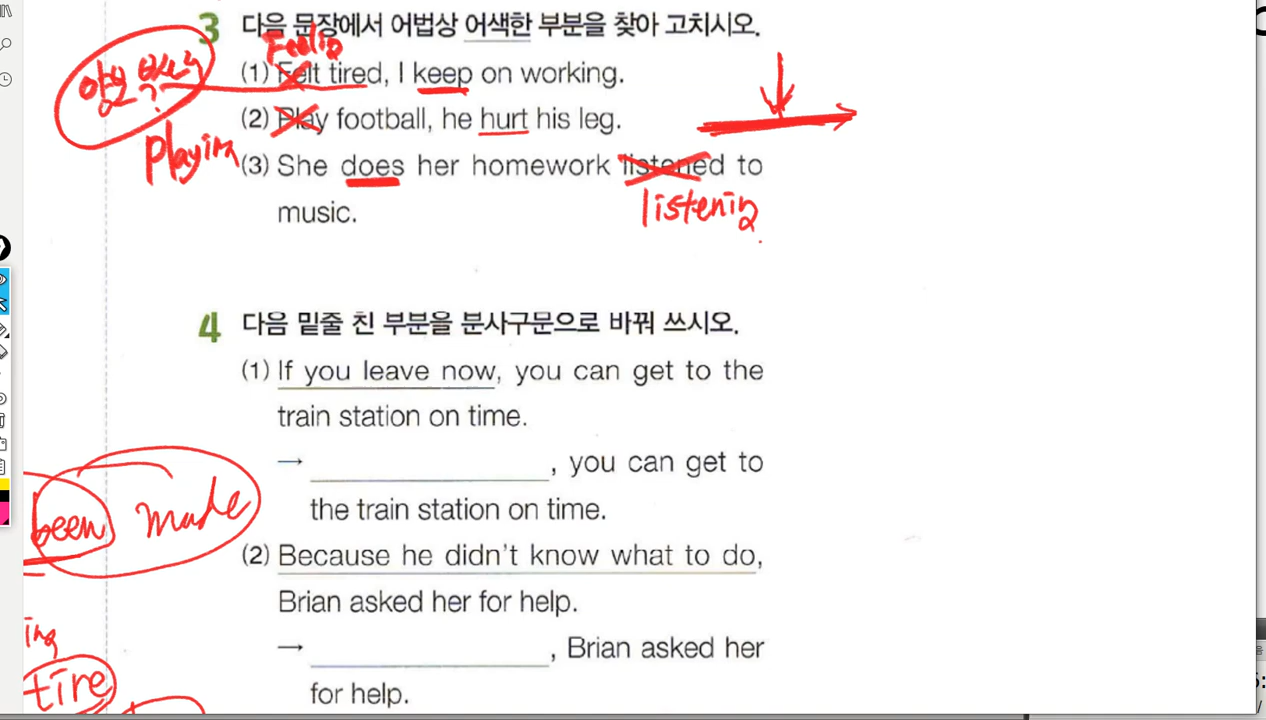 3 다음 문장에서 어법상 어색한 부분을 찾아 고치시오.
Feeling
(1) Felt tired, I keep on working.
(2) Play football, he hurt his leg.
Playing
(3) She does her homework listened to
listening
music.
4 다음 밑줄 친 부분을 분사구문으로 바꿔 쓰시오.
(1) If you leave now, you can get to the
train station on time.
→ ____________, you can get to
the train station on time.
been made
(2) Because he didn't know what to do,
Brian asked her for help.
ing
→ ____________, Brian asked her
tire
for help.